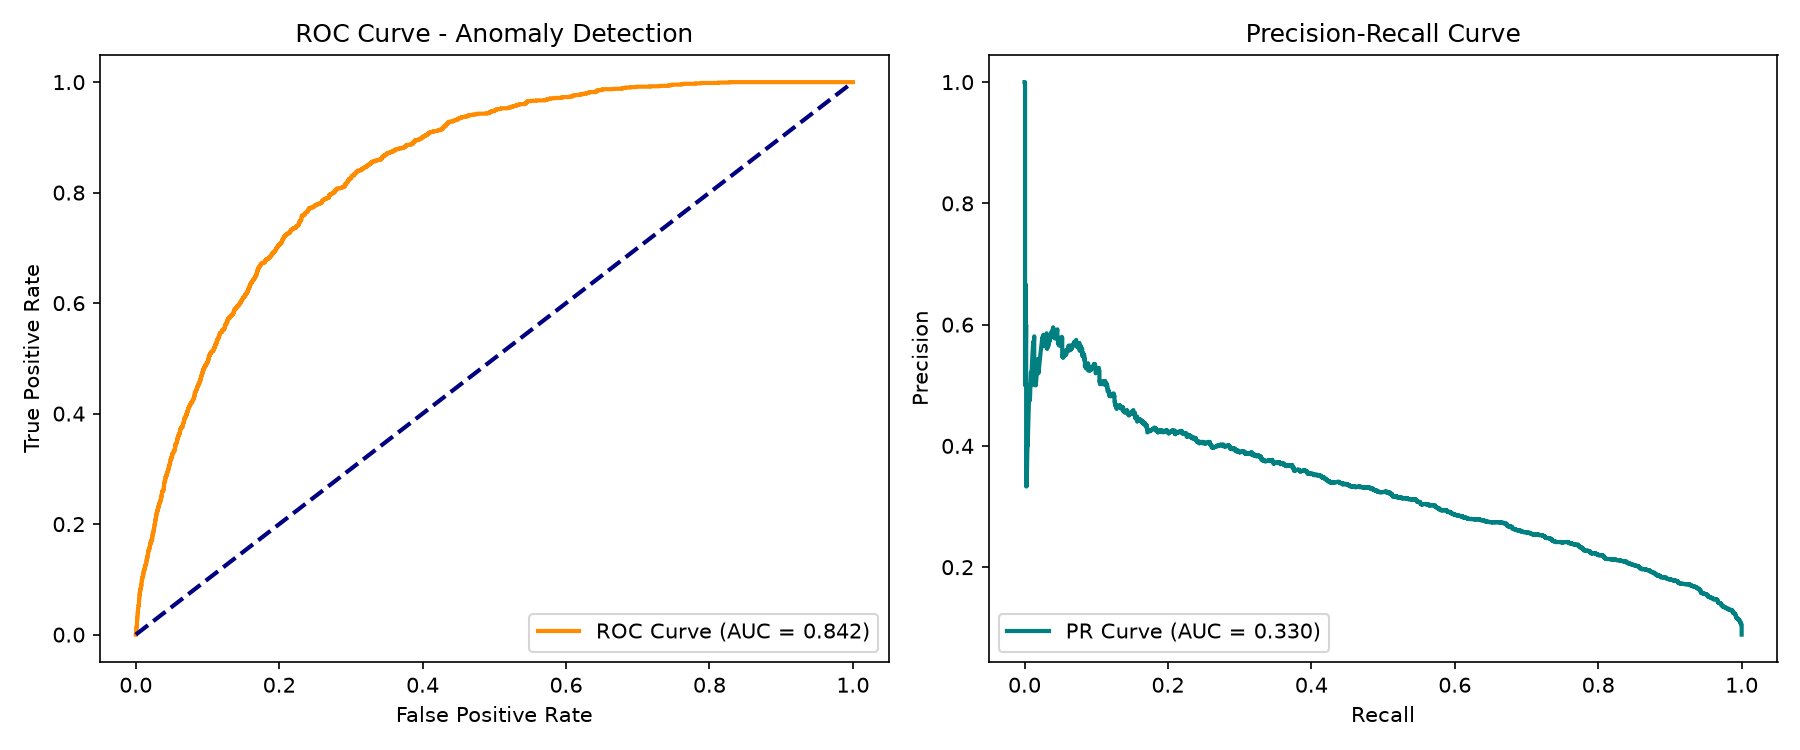 ROC Curve - Anomaly Detection
1.0
0.8
0.6
0.4
0.2
0.0
True Positive Rate
ROC Curve (AUC = 0.842)
0.0 0.2 0.4 0.6 0.8 1.0
False Positive Rate
Precision-Recall Curve
1.0
0.8
0.6
0.4
0.2
Precision
PR Curve (AUC = 0.330)
0.0 0.2 0.4 0.6 0.8 1.0
Recall